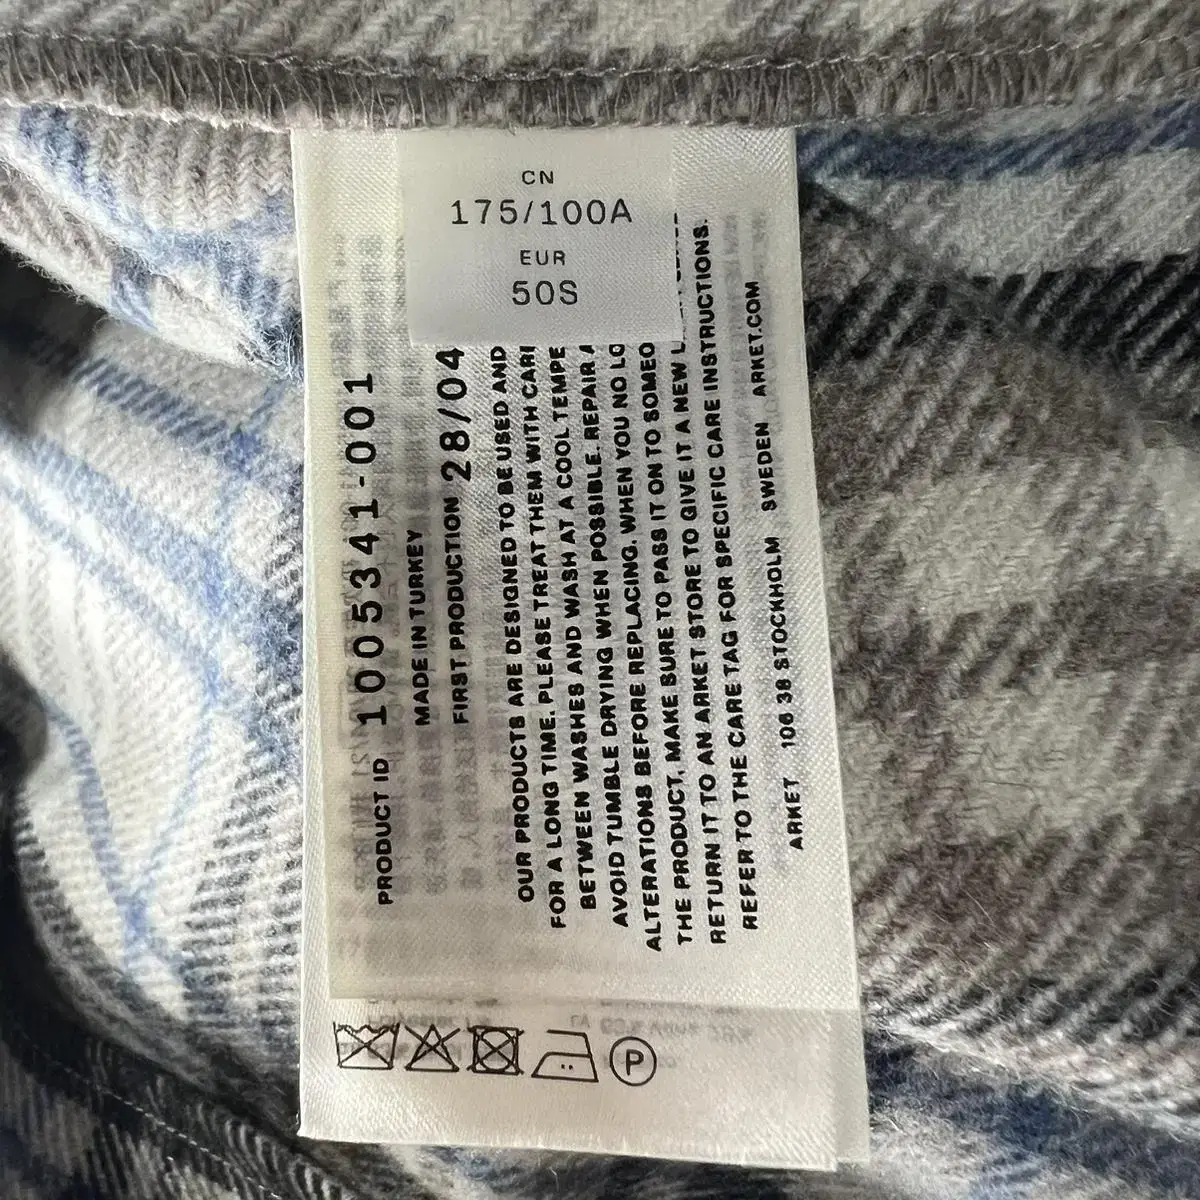 CN
175/100A
EUR
50S
PRODUCT ID 1005341-001
MADE IN TURKEY
FIRST PRODUCTION 28/04
OUR PRODUCTS ARE DESIGNED TO BE USED AND
FOR A LONG TIME. PLEASE TREAT THEM WITH
BETWEEN WASHES AND WASH AT A COOL
AVOID TUMBLE DRYING WHEN POSSIBLE. REPAIR
ALTERATIONS BEFORE REPLACING. WHEN YOU NO
THE PRODUCT, MAKE SURE TO PASS IT ON TO
RETURN IT TO AN ARKET STORE TO GIVE IT A NEW
REFER TO THE CARE TAG FOR SPECIFIC CARE INSTRUCTIONS.
ARKET 106 38 STOCKHOLM SWEDEN ARKET.COM
P